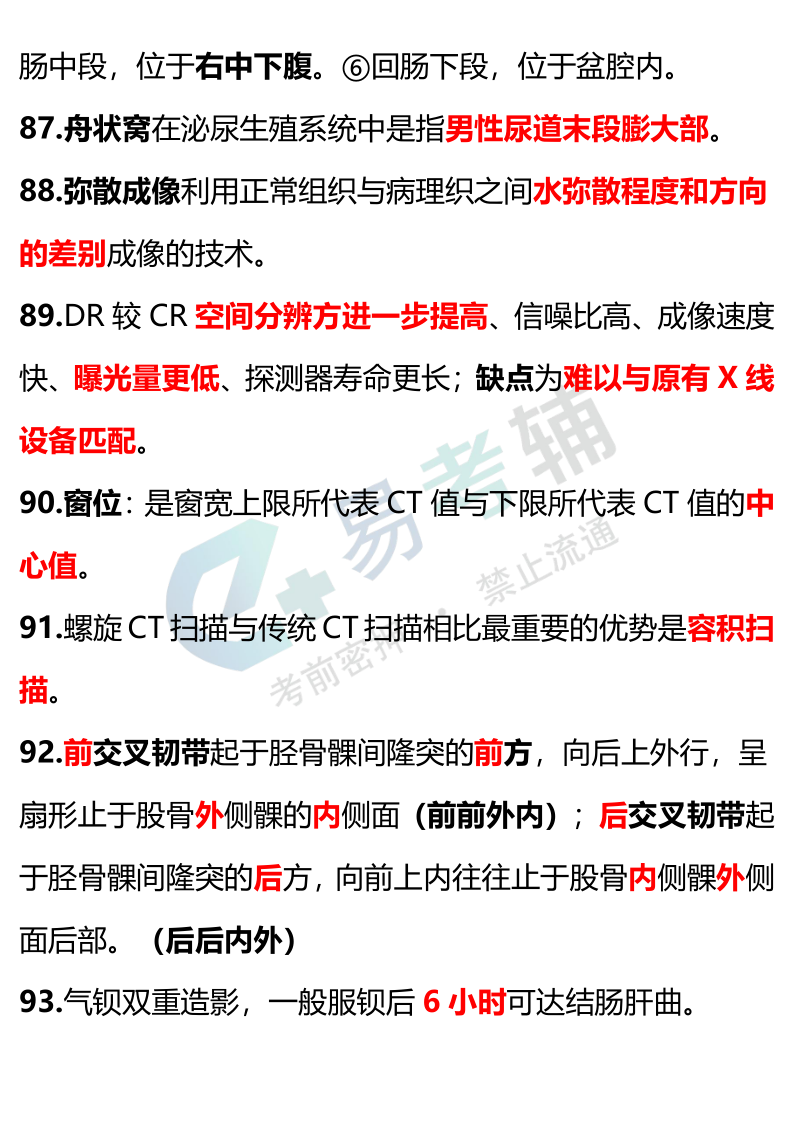 肠中段，位于右中下腹。⑥回肠下段，位于盆腔内。
87.舟状窝在泌尿生殖系统中是指男性尿道末段膨大部。
88.弥散成像利用正常组织与病理织之间水弥散程度和方向
的差别成像的技术。
89.DR 较 CR 空间分辨方进一步提高、信噪比高、成像速度
快、曝光量更低、探测器寿命更长；缺点为难以与原有 X 线
设备匹配。
90.窗位：是窗宽上限所代表 CT 值与下限所代表 CT 值的中
心值。
91.螺旋 CT 扫描与传统 CT 扫描相比最重要的优势是容积扫
描。
92.前交叉韧带起于胫骨髁间隆突的前方，向后上外行，呈
扇形止于股骨外侧髁的内侧面（前前外内）；后交叉韧带起
于胫骨髁间隆突的后方，向前上内往往止于股骨内侧髁外侧
面后部。（后后内外）
93.气钡双重造影，一般服钡后 6 小时可达结肠肝曲。
易考辅
考前密押 · 禁止流通